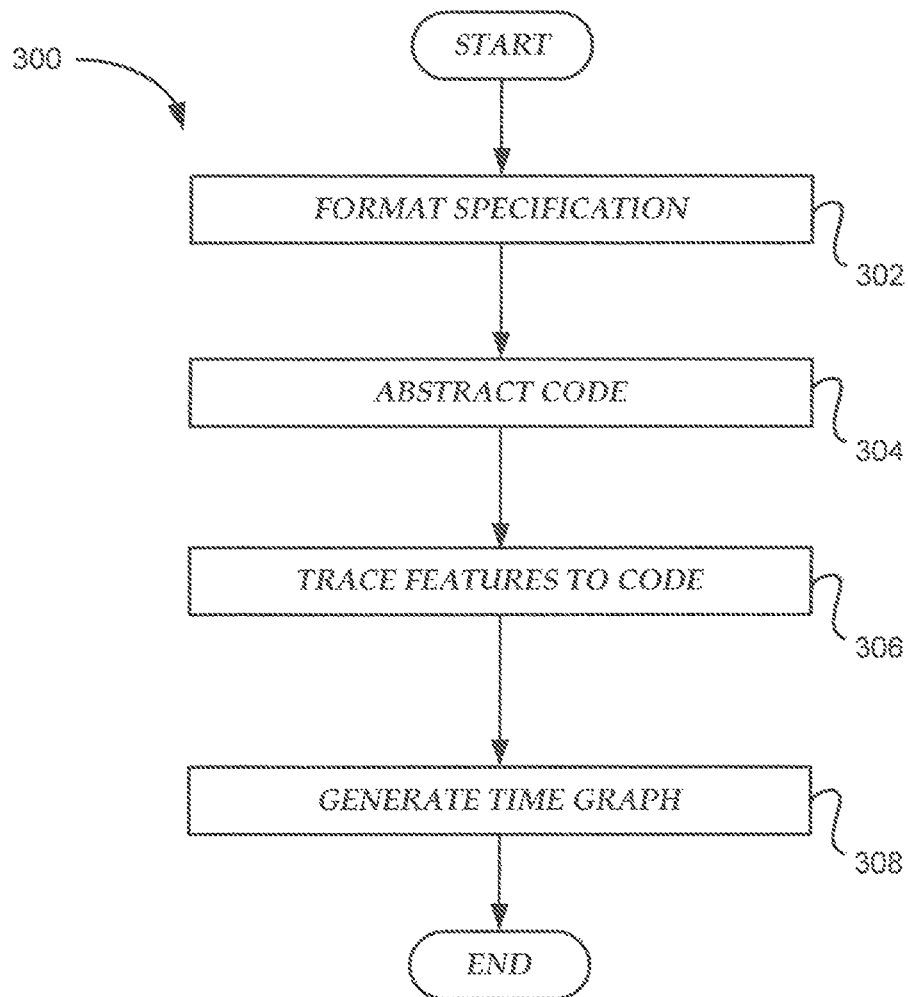 START
300
FORMAT SPECIFICATION
302
ABSTRACT CODE
304
TRACE FEATURES TO CODE
306
GENERATE TIME GRAPH
308
END